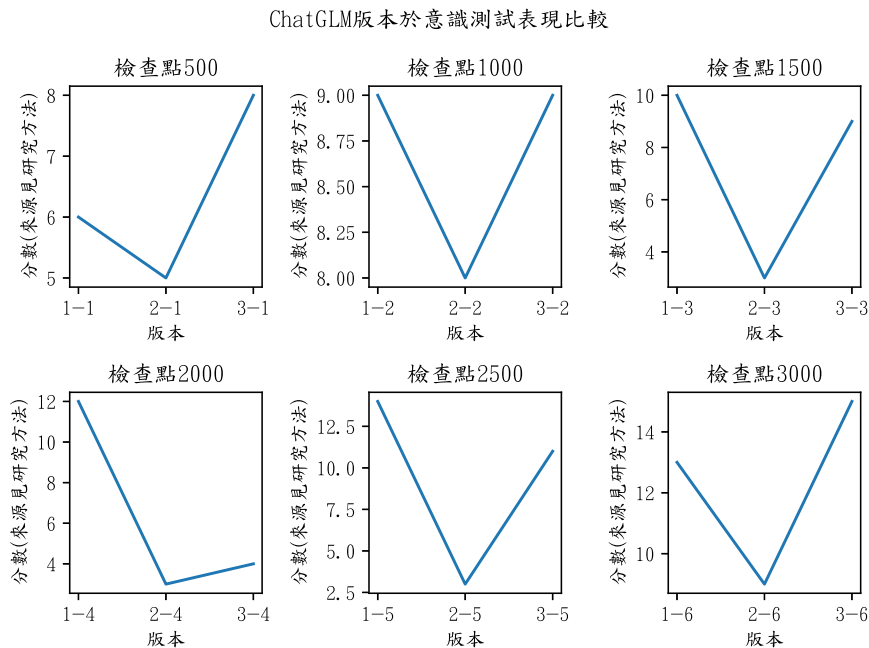 ChatGLM版本於意識測試表現比較
檢查點500
分數(來源見研究方法)
8
7
6
5
1-1 2-1 3-1
版本
檢查點1000
分數(來源見研究方法)
9.00
8.75
8.50
8.25
8.00
1-2 2-2 3-2
版本
檢查點1500
分數(來源見研究方法)
10
8
6
4
1-3 2-3 3-3
版本
檢查點2000
分數(來源見研究方法)
12
10
8
6
4
1-4 2-4 3-4
版本
檢查點2500
分數(來源見研究方法)
12.5
10.0
7.5
5.0
2.5
1-5 2-5 3-5
版本
檢查點3000
分數(來源見研究方法)
14
12
10
1-6 2-6 3-6
版本